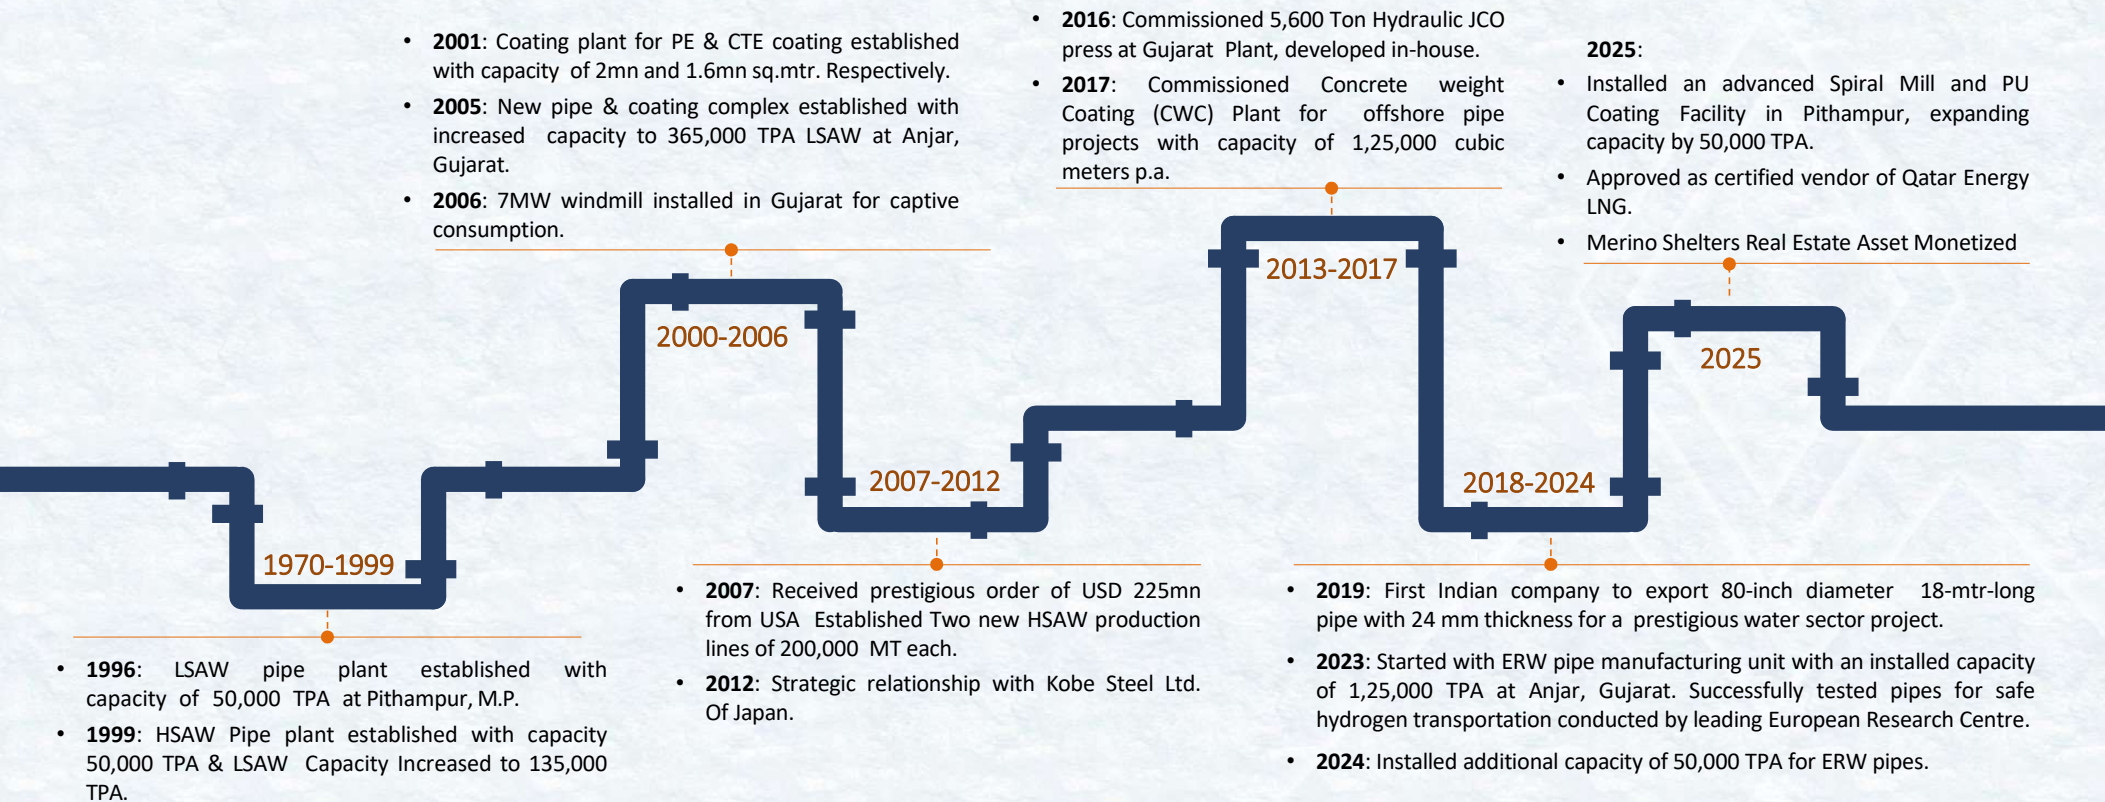 • 2001: Coating plant for PE & CTE coating established
with capacity of 2mn and 1.6mn sq.mtr. Respectively.
• 2005: New pipe & coating complex established with
increased capacity to 365,000 TPA LSAW at Anjar,
Gujarat.
• 2006: 7MW windmill installed in Gujarat for captive
consumption.
• 2016: Commissioned 5,600 Ton Hydraulic JCO
press at Gujarat Plant, developed in-house.
• 2017: Commissioned Concrete weight
Coating (CWC) Plant for offshore pipe
projects with capacity of 1,25,000 cubic
meters p.a.
2025:
• Installed an advanced Spiral Mill and PU
Coating Facility in Pithampur, expanding
capacity by 50,000 TPA.
• Approved as certified vendor of Qatar Energy
LNG.
• Merino Shelters Real Estate Asset Monetized
2013-2017
2000-2006
2025
2007-2012
2018-2024
1970-1999
• 1996: LSAW pipe plant established with
capacity of 50,000 TPA at Pithampur, M.P.
• 1999: HSAW Pipe plant established with capacity
50,000 TPA & LSAW Capacity Increased to 135,000
TPA.
• 2007: Received prestigious order of USD 225mn
from USA Established Two new HSAW production
lines of 200,000 MT each.
• 2012: Strategic relationship with Kobe Steel Ltd.
Of Japan.
• 2019: First Indian company to export 80-inch diameter 18-mtr-long
pipe with 24 mm thickness for a prestigious water sector project.
• 2023: Started with ERW pipe manufacturing unit with an installed capacity
of 1,25,000 TPA at Anjar, Gujarat. Successfully tested pipes for safe
hydrogen transportation conducted by leading European Research Centre.
• 2024: Installed additional capacity of 50,000 TPA for ERW pipes.